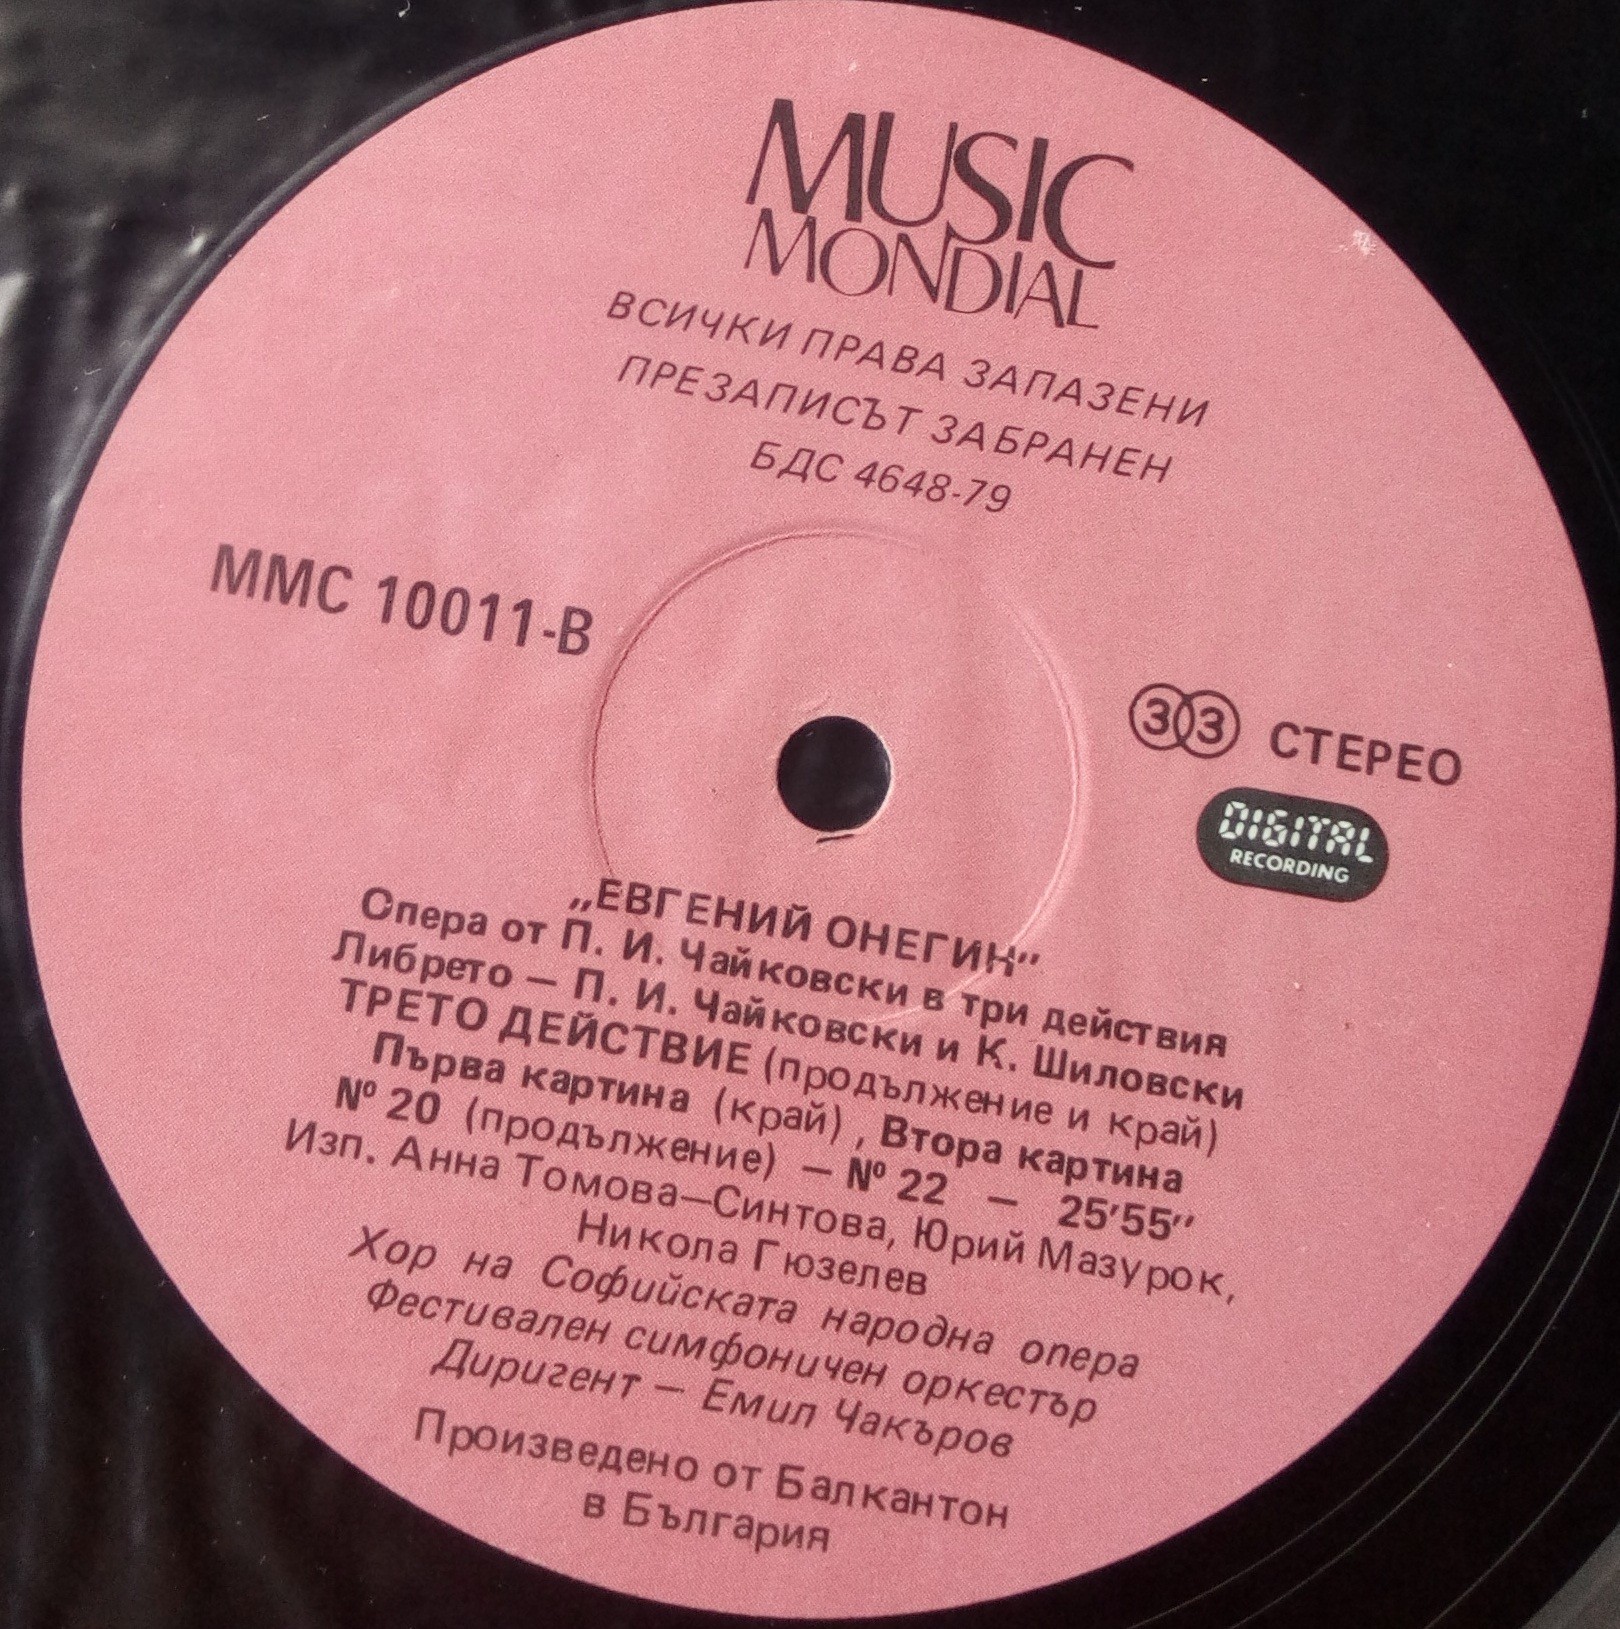 MUSIC
MONDIAL
ВСИЧКИ ПРАВА ЗАПАЗЕНИ
ПРЕЗАПИСЪТ ЗАБРАНЕН
БДС 4648-79
ММС 10011-В
33 СТЕРЕО
DIGITAL
RECORDING
„ЕВГЕНИЙ ОНЕГИН”
Опера от П. И. Чайковски в три действия
Либрето – П. И. Чайковски и К. Шиловски
ТРЕТО ДЕЙСТВИЕ (продължение и край)
Първа картина (край) , Втора картина
№ 20 (продължение) – № 22 – 25'55''
Изп. Анна Томова–Синтова, Юрий Мазурок,
Никола Гюзелев
Хор на Софийската народна опера
Фестивален симфоничен оркестър
Диригент – Емил Чакъров
Произведено от Балкантон
в България